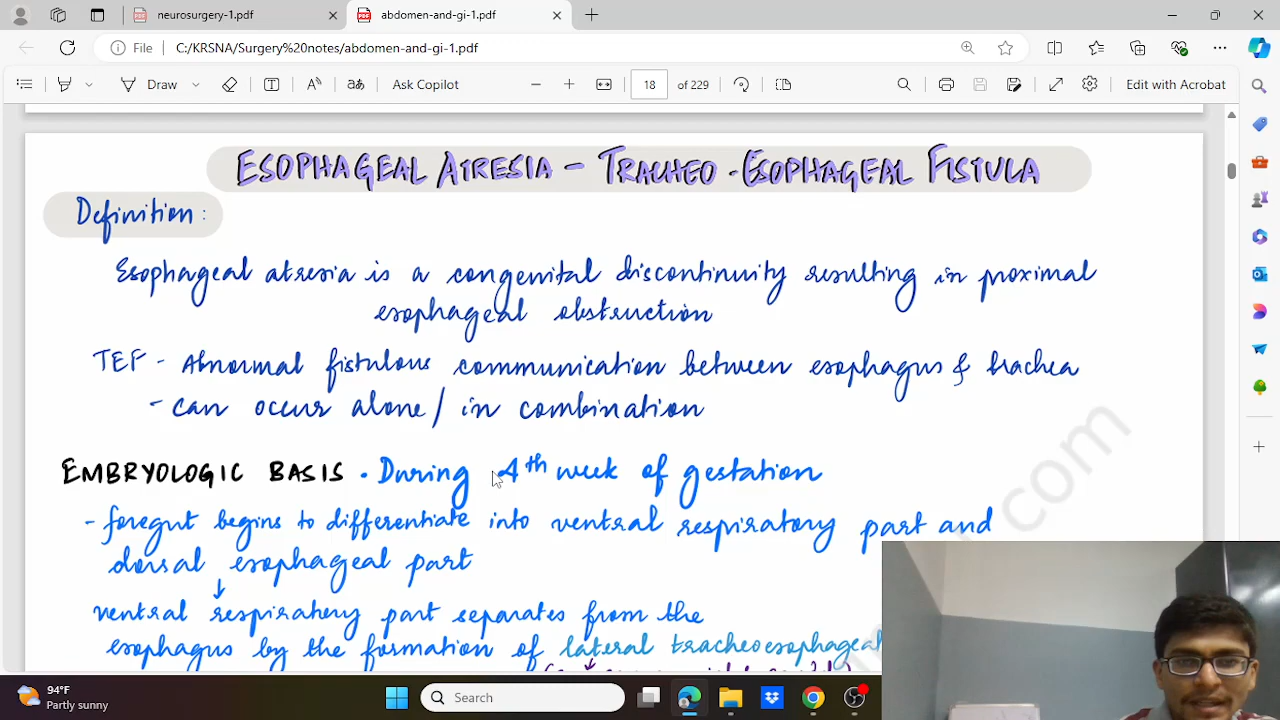 neurosurgery-1.pdf
abdomen-and-gi-1.pdf
File C:/KRSNA/Surgery%20notes/abdomen-and-gi-1.pdf
Draw
Ask Copilot
18 of 229
Edit with Acrobat
ESOPHAGEAL ATRESIA - TRACHEO-ESOPHAGEAL FISTULA
Definition:
Esophageal atresia is a congenital discontinuity resulting in proximal
esophageal obstruction
TEF - Abnormal fistulous communication between esophagus & trachea
- can occur alone/ in combination
EMBRYOLOGIC BASIS . During 4th week of gestation
- foregut begins to differentiate into ventral respiratory part and
dorsal esophageal part
ventral respiratory part separates from the
esophagus by the formation of lateral tracheoesophageal
com
94°F
Partly sunny
Search